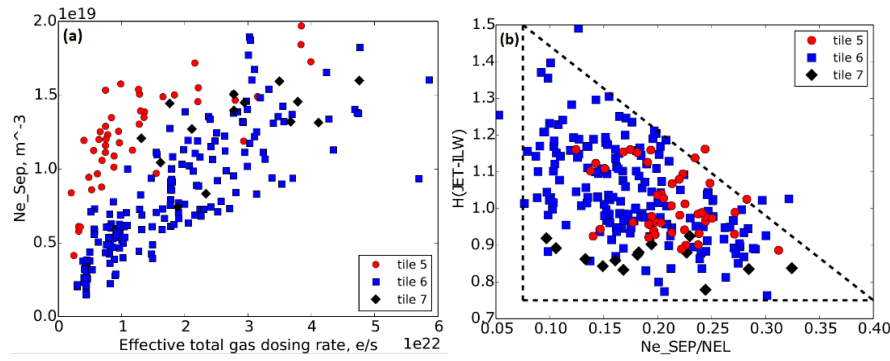 1e19
2.0
1.5
1.0
0.5
0.0
Ne_Sep, m^-3
(a)
tile 5
tile 6
tile 7
0 1 2 3 4 5 6
Effective total gas dosing rate, e/s 1e22
1.5
1.4
1.3
1.2
1.1
1.0
0.9
0.8
0.7
H(JET-ILW)
(b)
tile 5
tile 6
tile 7
0.05 0.10 0.15 0.20 0.25 0.30 0.35 0.40
Ne_SEP/NEL